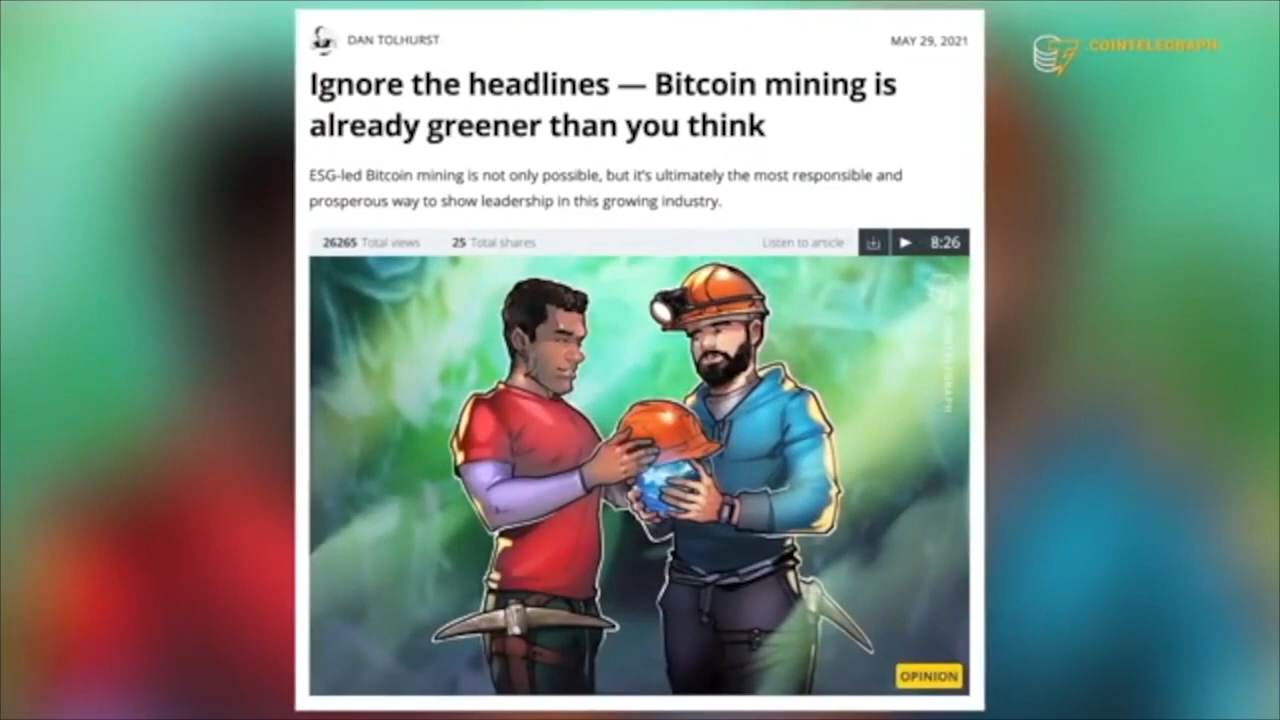 DAN TOLHURST
MAY 29, 2021
COINTELEGRAPH
Ignore the headlines — Bitcoin mining is
already greener than you think
ESG-led Bitcoin mining is not only possible, but it's ultimately the most responsible and
prosperous way to show leadership in this growing industry.
26265 Total views 25 Total shares Listen to article 8:26
OPINION